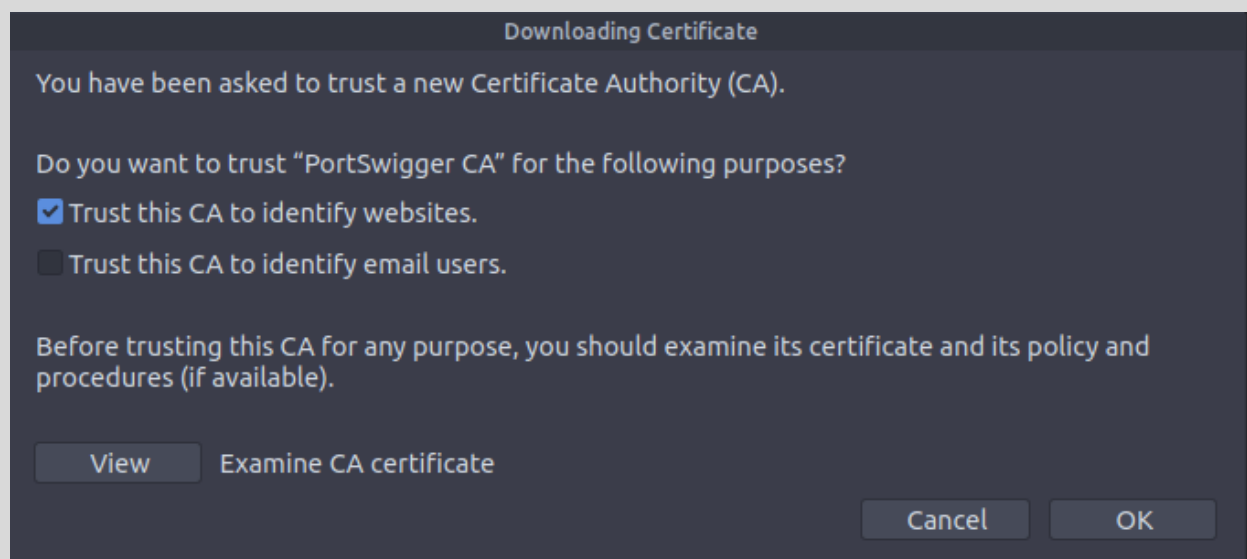 Downloading Certificate
You have been asked to trust a new Certificate Authority (CA).
Do you want to trust “PortSwigger CA” for the following purposes?
Trust this CA to identify websites.
Trust this CA to identify email users.
Before trusting this CA for any purpose, you should examine its certificate and its policy and
procedures (if available).
View Examine CA certificate
Cancel OK